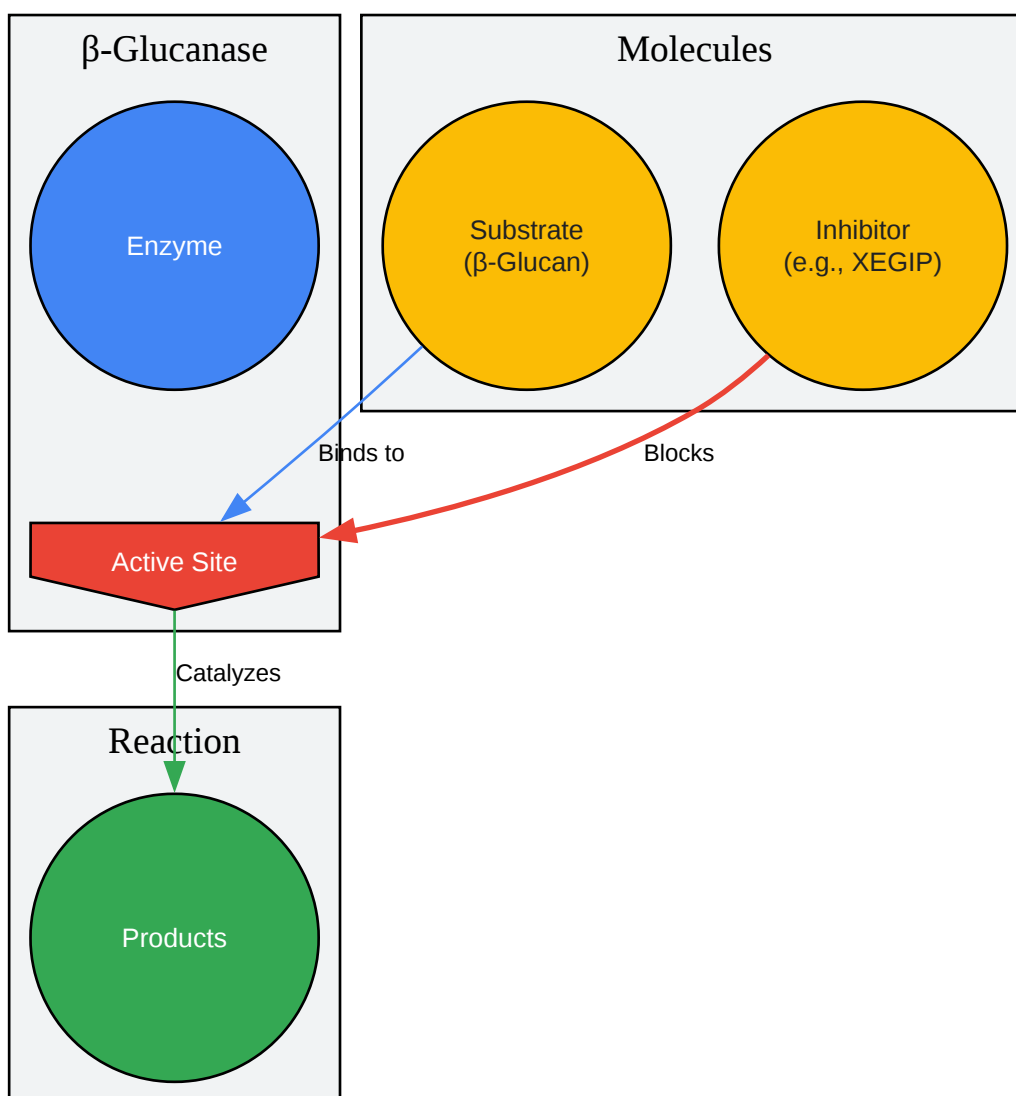 β-Glucanase
Molecules
Enzyme
Substrate
(β-Glucan)
Inhibitor
(e.g., XEGIP)
Binds to
Blocks
Active Site
Catalyzes
Reaction
Products